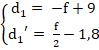 d₁ = -f + 9
d₁' = f/2 - 1,8